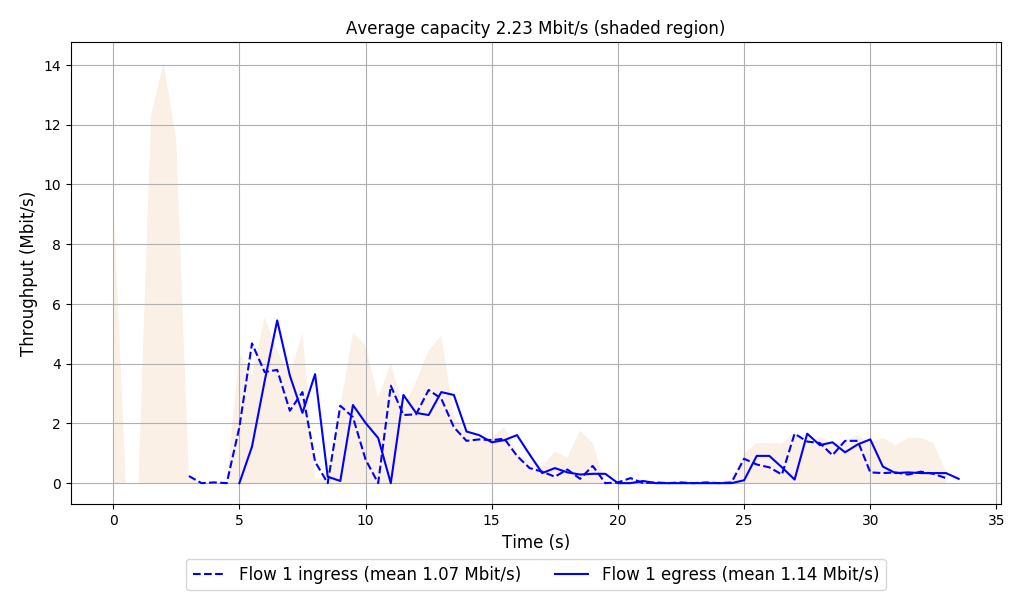 Average capacity 2.23 Mbit/s (shaded region)
14
12
10
8
6
4
2
0
Throughput (Mbit/s)
0 5 10 15 20 25 30 35
Time (s)
Flow 1 ingress (mean 1.07 Mbit/s) Flow 1 egress (mean 1.14 Mbit/s)